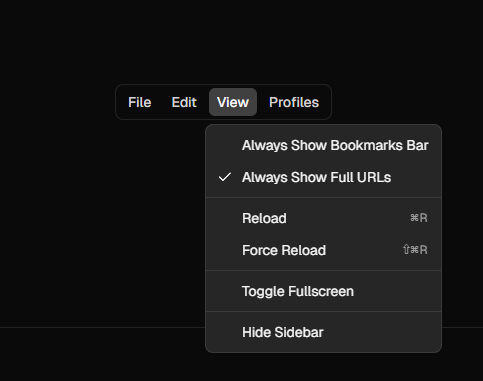 File Edit View Profiles
Always Show Bookmarks Bar
Always Show Full URLs
Reload ⌘R
Force Reload ⇧⌘R
Toggle Fullscreen
Hide Sidebar